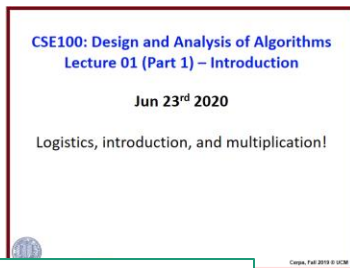 CSE100: Design and Analysis of Algorithms
Lecture 01 (Part 1) – Introduction
Jun 23rd 2020
Logistics, introduction, and multiplication!
Carpa, Fall 2019 © UCM